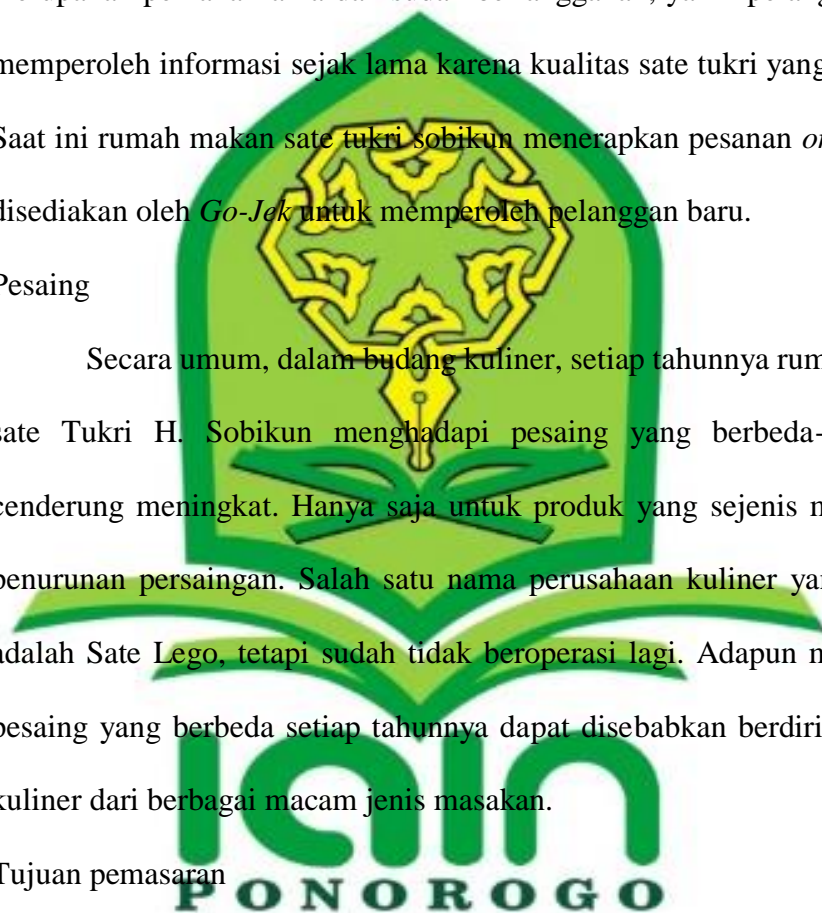 memperoleh informasi sejak lama karena kualitas sate tukri yang
Saat ini rumah makan sate tukri sobikun menerapkan pesanan
disediakan oleh Go-Jek untuk memperoleh pelanggan baru.
Pesaing
Secara umum, dalam budang kuliner, setiap tahunnya
sate Tukri H. Sobikun menghadapi pesaing yang berbeda-
cenderung meningkat. Hanya saja untuk produk yang sejenis
penurunan persaingan. Salah satu nama perusahaan kuliner
adalah Sate Lego, tetapi sudah tidak beroperasi lagi. Adapun
pesaing yang berbeda setiap tahunnya dapat disebabkan
kuliner dari berbagai macam jenis masakan.
Tujuan pemasaran
iain
PONOROGO